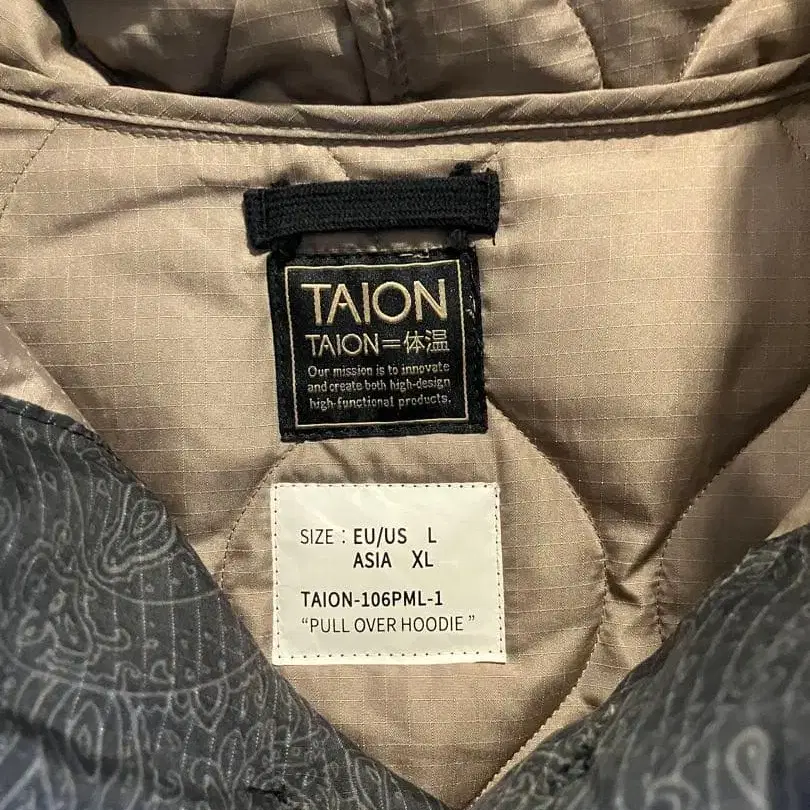 TAION
TAION=体温
Our mission is to innovate
and create both high-design
high-functional products.
SIZE : EU/US L
ASIA XL
TAION-106PML-1
“PULL OVER HOODIE”